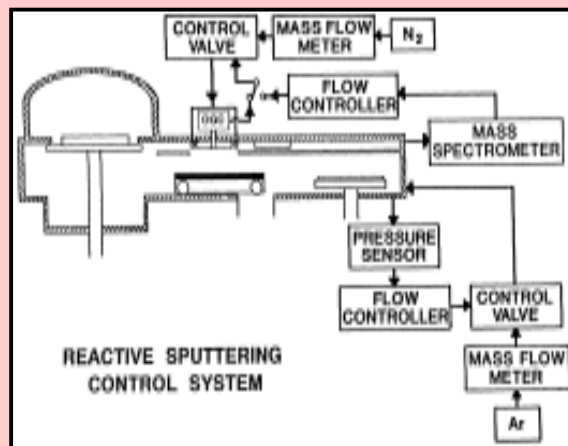 CONTROL
VALVE
MASS FLOW
METER
N₂
FLOW
CONTROLLER
MASS
SPECTROMETER
PRESSURE
SENSOR
FLOW
CONTROLLER
CONTROL
VALVE
MASS FLOW
METER
Ar
REACTIVE SPUTTERING
CONTROL SYSTEM